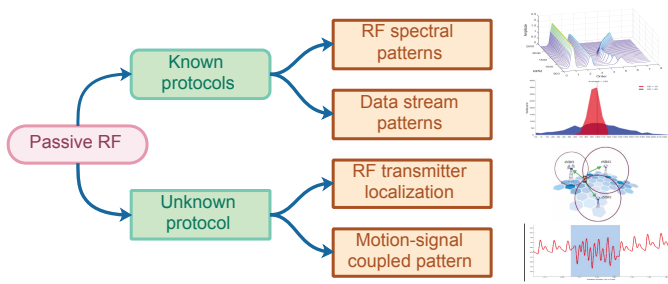 Passive RF
Known
protocols
Unknown
protocol
RF spectral
patterns
Data stream
patterns
RF transmitter
localization
Motion-signal
coupled pattern